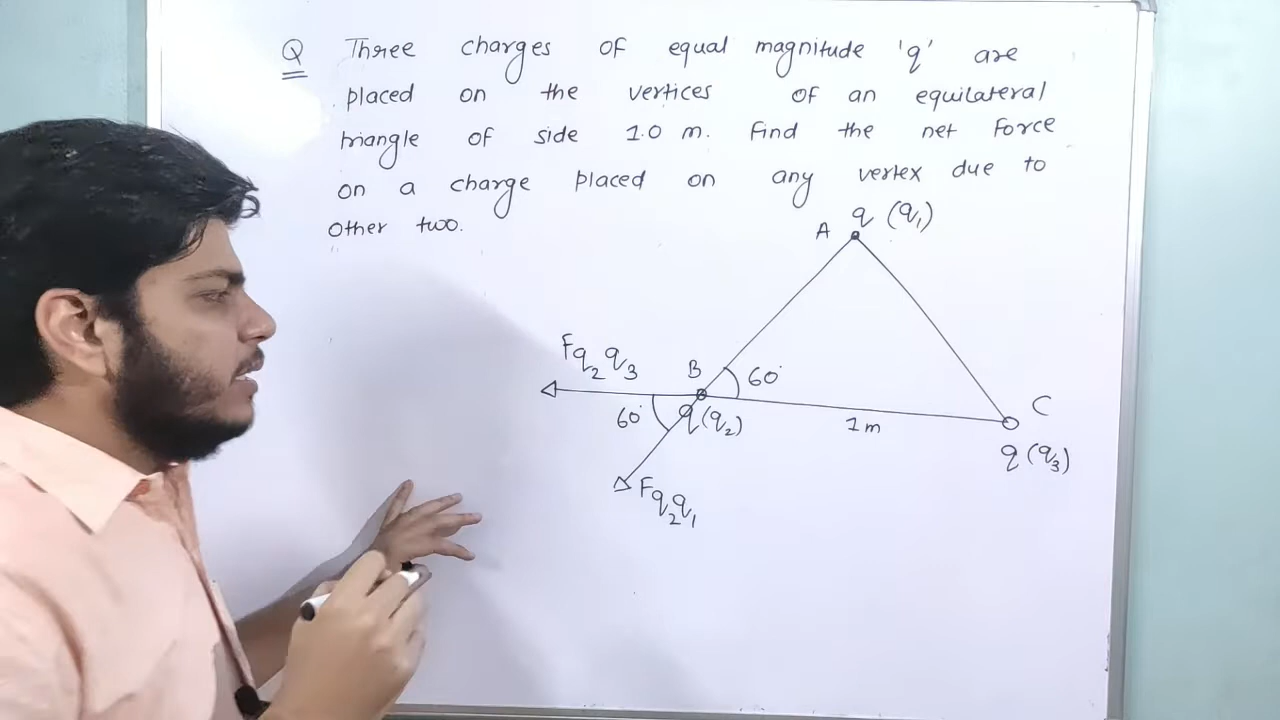 Q Three charges of equal magnitude 'q' are
placed on the vertices of an equilateral
triangle of side 1.0 m. Find the net Force
on a charge placed on any vertex due to
other two.
A q (q₁)
Fq₂q₃
B 60°
60° q(q₂) 1m C
q(q₃)
Fq₂q₁